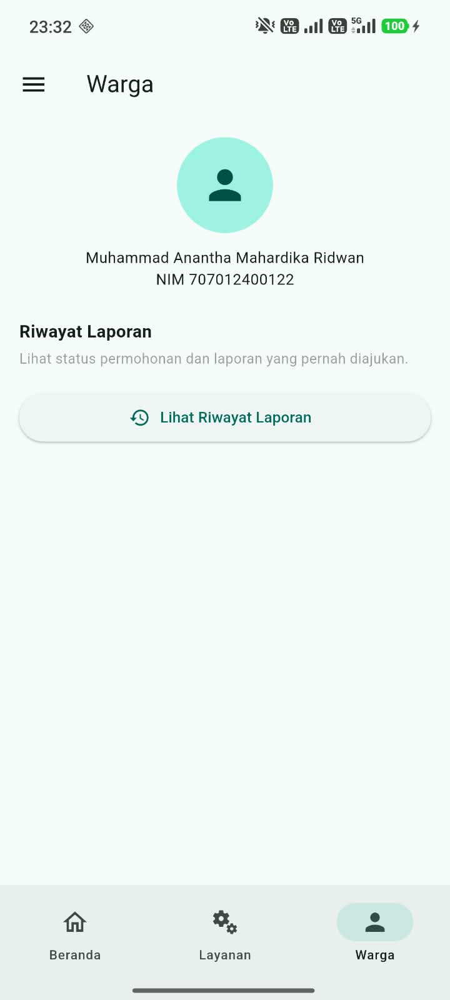 23:32
Vo LTE Vo LTE 5G 100
Warga
Muhammad Anantha Mahardika Ridwan
NIM 707012400122
Riwayat Laporan
Lihat status permohonan dan laporan yang pernah diajukan.
Lihat Riwayat Laporan
Beranda Layanan Warga